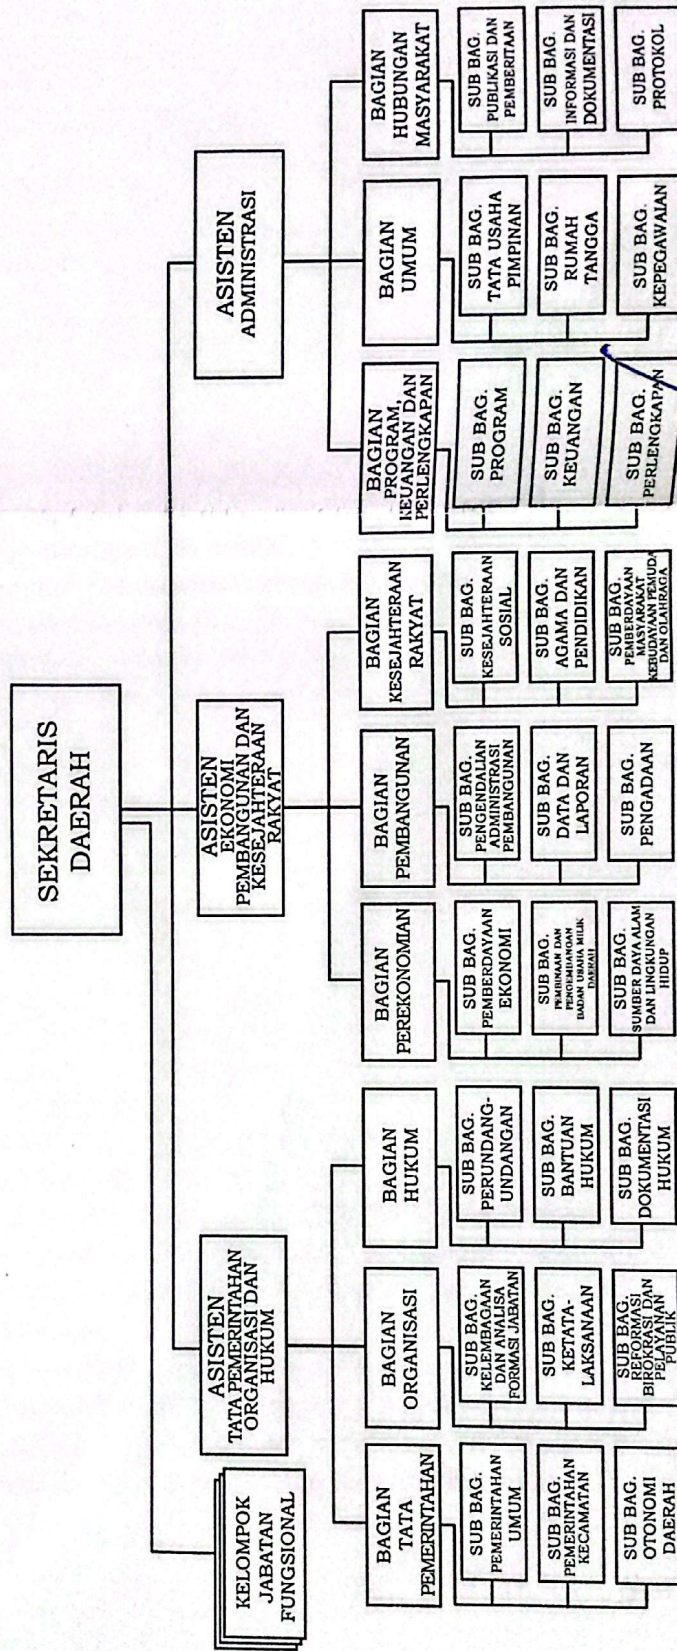 SEKRETARIS
DAERAH
KELOMPOK
JABATAN
FUNGSIONAL
ASISTEN
TATA PEMERINTAHAN
ORGANISASI DAN
HUKUM
BAGIAN
TATA
PEMERINTAHAN
SUB BAG.
PEMERINTAHAN
UMUM
SUB BAG.
PEMERINTAHAN
KECAMATAN
SUB BAG.
OTONOMI
DAERAH
BAGIAN
ORGANISASI
SUB BAG.
KELEMBAGAAN
DAN ANALISA
FORMASI JABATAN
SUB BAG.
KETATA-
LAKSANAAN
SUB BAG.
REFORMASI
BIROKRASI DAN
PELAYANAN
PUBLIK
BAGIAN
HUKUM
SUB BAG.
PERUNDANG-
UNDANGAN
SUB BAG.
BANTUAN
HUKUM
SUB BAG.
DOKUMENTASI
HUKUM
ASISTEN
EKONOMI
PEMBANGUNAN DAN
KESEJAHTERAAN
RAKYAT
BAGIAN
PEREKONOMIAN
SUB BAG.
PEMBERDAYAAN
EKONOMI
SUB BAG.
PEMBINAAN DAN
PENGEMBANGAN
BADAN USAHA MILIK
DAERAH
SUB BAG.
SUMBER DAYA ALAM
DAN LINGKUNGAN
HIDUP
BAGIAN
PEMBANGUNAN
SUB BAG.
PENGENDALIAN
ADMINISTRASI
PEMBANGUNAN
SUB BAG.
DATA DAN
LAPORAN
SUB BAG.
PENGADAAN
BAGIAN
KESEJAHTERAAN
RAKYAT
SUB BAG.
KESEJAHTERAAN
SOSIAL
SUB BAG.
AGAMA DAN
PENDIDIKAN
SUB BAG.
PEMBERDAYAAN
MASYARAKAT
KEBUDAYAAN PEMUDA
DAN OLAHRAGA
ASISTEN
ADMINISTRASI
BAGIAN
PROGRAM,
KEUANGAN DAN
PERLENGKAPAN
SUB BAG.
PROGRAM
SUB BAG.
KEUANGAN
SUB BAG.
PERLENGKAPAN
BAGIAN
UMUM
SUB BAG.
TATA USAHA
PIMPINAN
SUB BAG.
RUMAH
TANGGA
SUB BAG.
KEPEGAWAIAN
BAGIAN
HUBUNGAN
MASYARAKAT
SUB BAG.
PUBLIKASI DAN
PEMBERITAAN
SUB BAG.
INFORMASI DAN
DOKUMENTASI
SUB BAG.
PROTOKOL